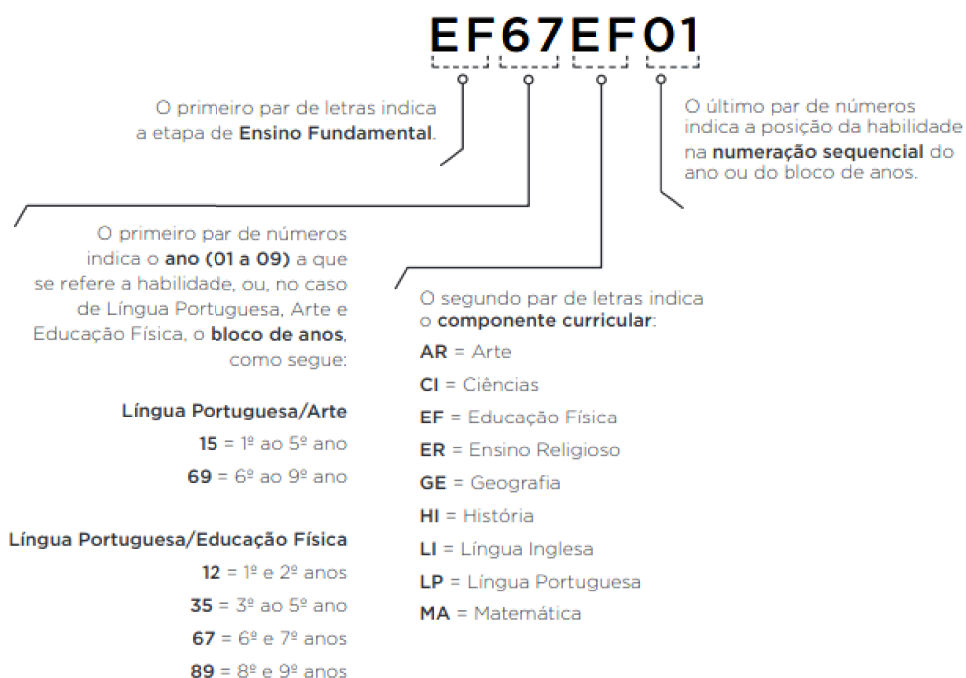 EF67EF01
O primeiro par de letras indica
a etapa de Ensino Fundamental.
O último par de números
indica a posição da habilidade
na numeração sequencial do
ano ou do bloco de anos.
O primeiro par de números
indica o ano (01 a 09) a que
se refere a habilidade, ou, no caso
de Língua Portuguesa, Arte e
Educação Física, o bloco de anos,
como segue:
Língua Portuguesa/Arte
15 = 1º ao 5º ano
69 = 6º ao 9º ano
Língua Portuguesa/Educação Física
12 = 1º e 2º anos
35 = 3º ao 5º ano
67 = 6º e 7º anos
89 = 8º e 9º anos
O segundo par de letras indica
o componente curricular:
AR = Arte
CI = Ciências
EF = Educação Física
ER = Ensino Religioso
GE = Geografia
HI = História
LI = Língua Inglesa
LP = Língua Portuguesa
MA = Matemática